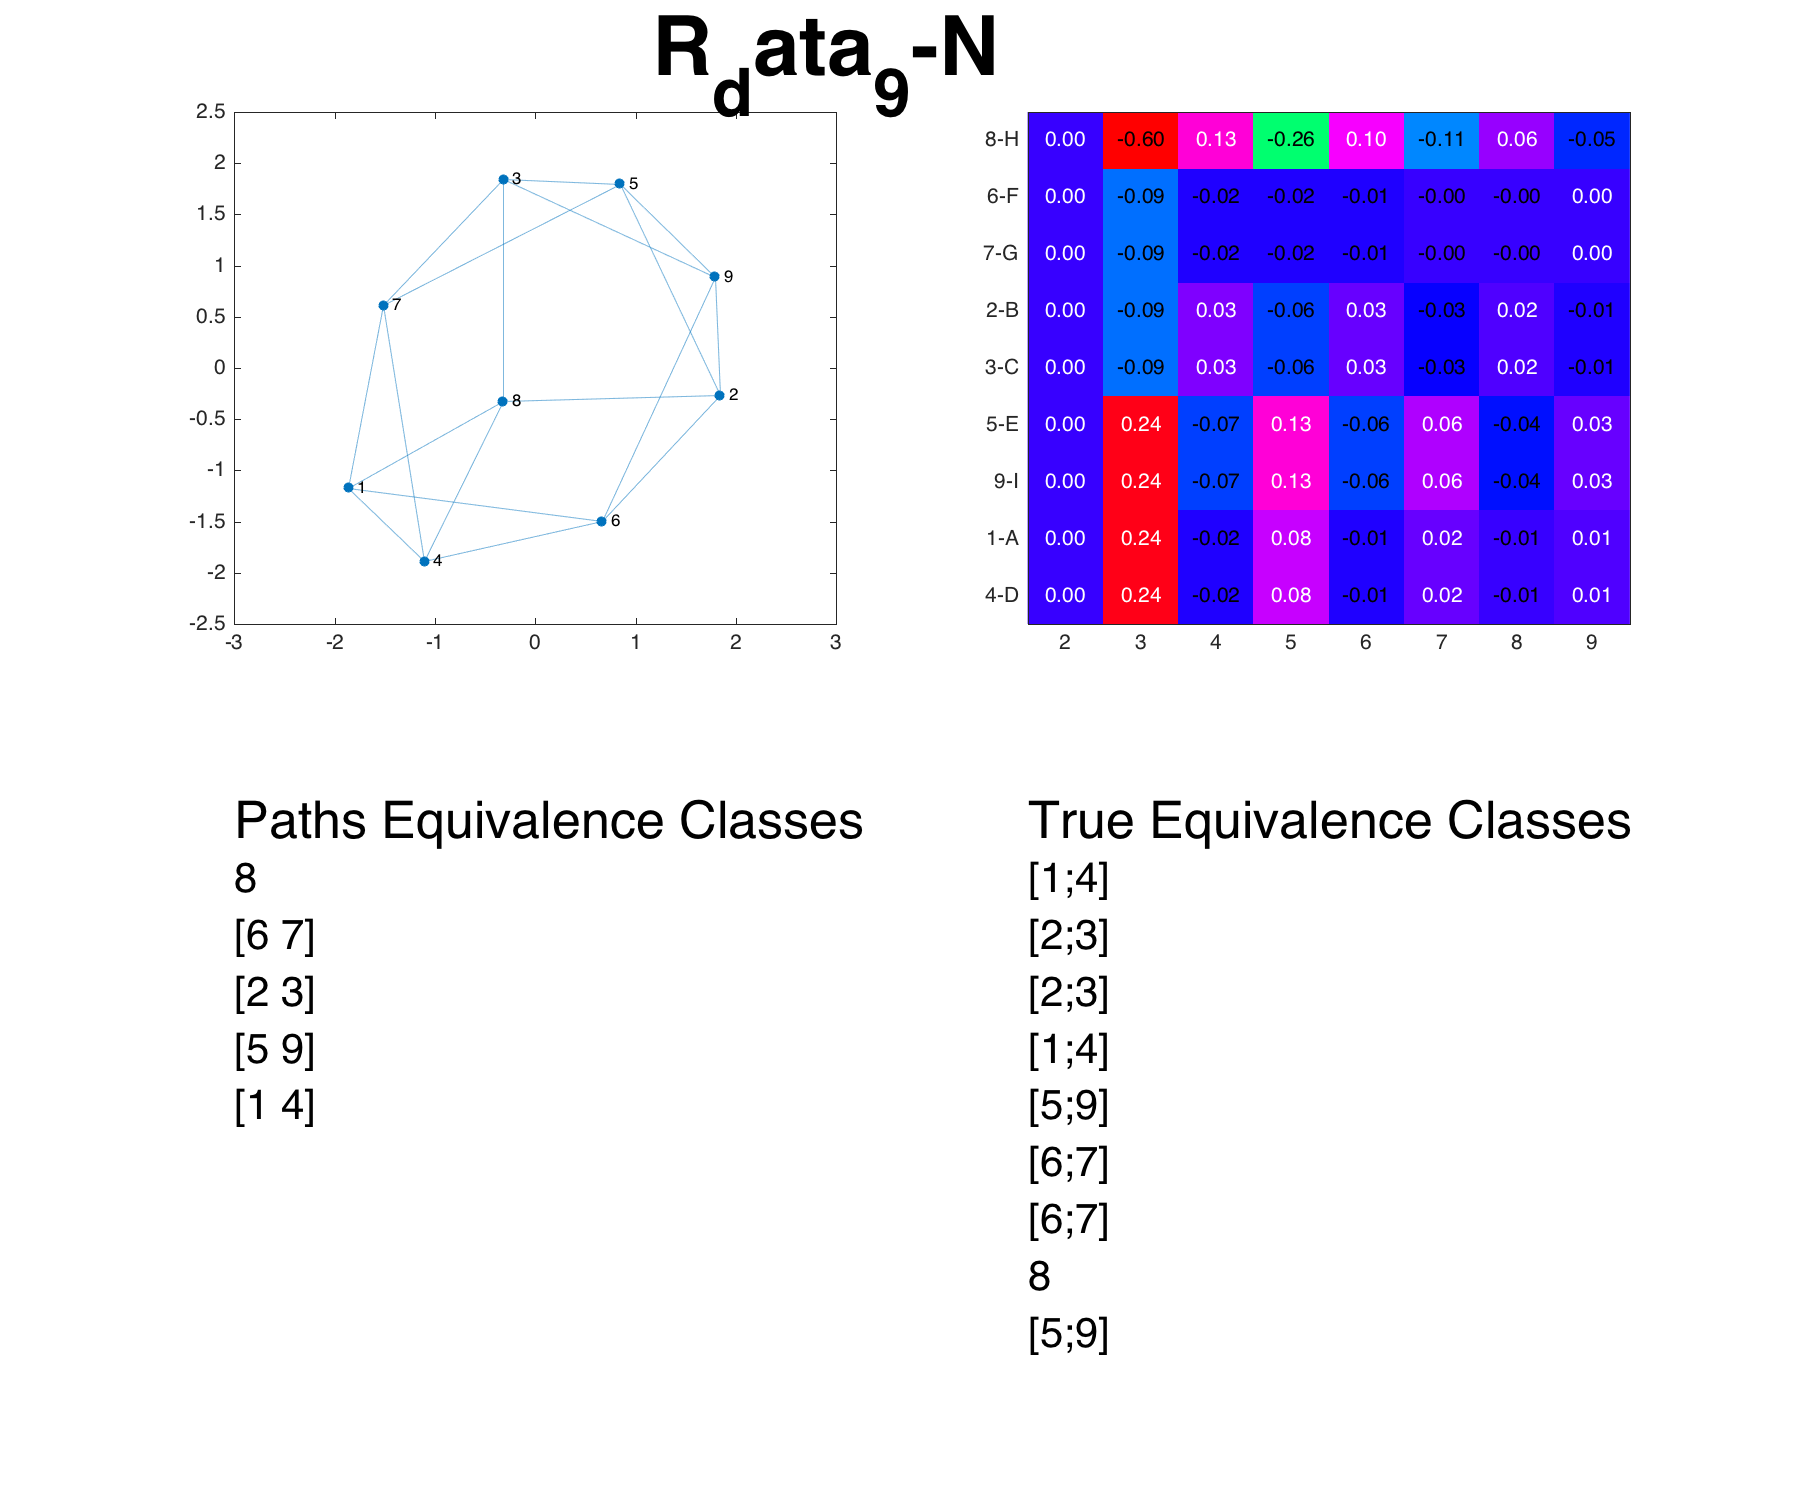 Rdata9-N
2.5
2
1.5
1
0.5
0
-0.5
-1
-1.5
-2
-2.5
-3 -2 -1 0 1 2 3
3
5
9
7
8
2
1
6
4
8-H 0.00 -0.60 0.13 -0.26 0.10 -0.11 0.06 -0.05
6-F 0.00 -0.09 -0.02 -0.02 -0.01 -0.00 -0.00 0.00
7-G 0.00 -0.09 -0.02 -0.02 -0.01 -0.00 -0.00 0.00
2-B 0.00 -0.09 0.03 -0.06 0.03 -0.03 0.02 -0.01
3-C 0.00 -0.09 0.03 -0.06 0.03 -0.03 0.02 -0.01
5-E 0.00 0.24 -0.07 0.13 -0.06 0.06 -0.04 0.03
9-I 0.00 0.24 -0.07 0.13 -0.06 0.06 -0.04 0.03
1-A 0.00 0.24 -0.02 0.08 -0.01 0.02 -0.01 0.01
4-D 0.00 0.24 -0.02 0.08 -0.01 0.02 -0.01 0.01
2 3 4 5 6 7 8 9
Paths Equivalence Classes
8
[6 7]
[2 3]
[5 9]
[1 4]
True Equivalence Classes
[1;4]
[2;3]
[2;3]
[1;4]
[5;9]
[6;7]
[6;7]
8
[5;9]